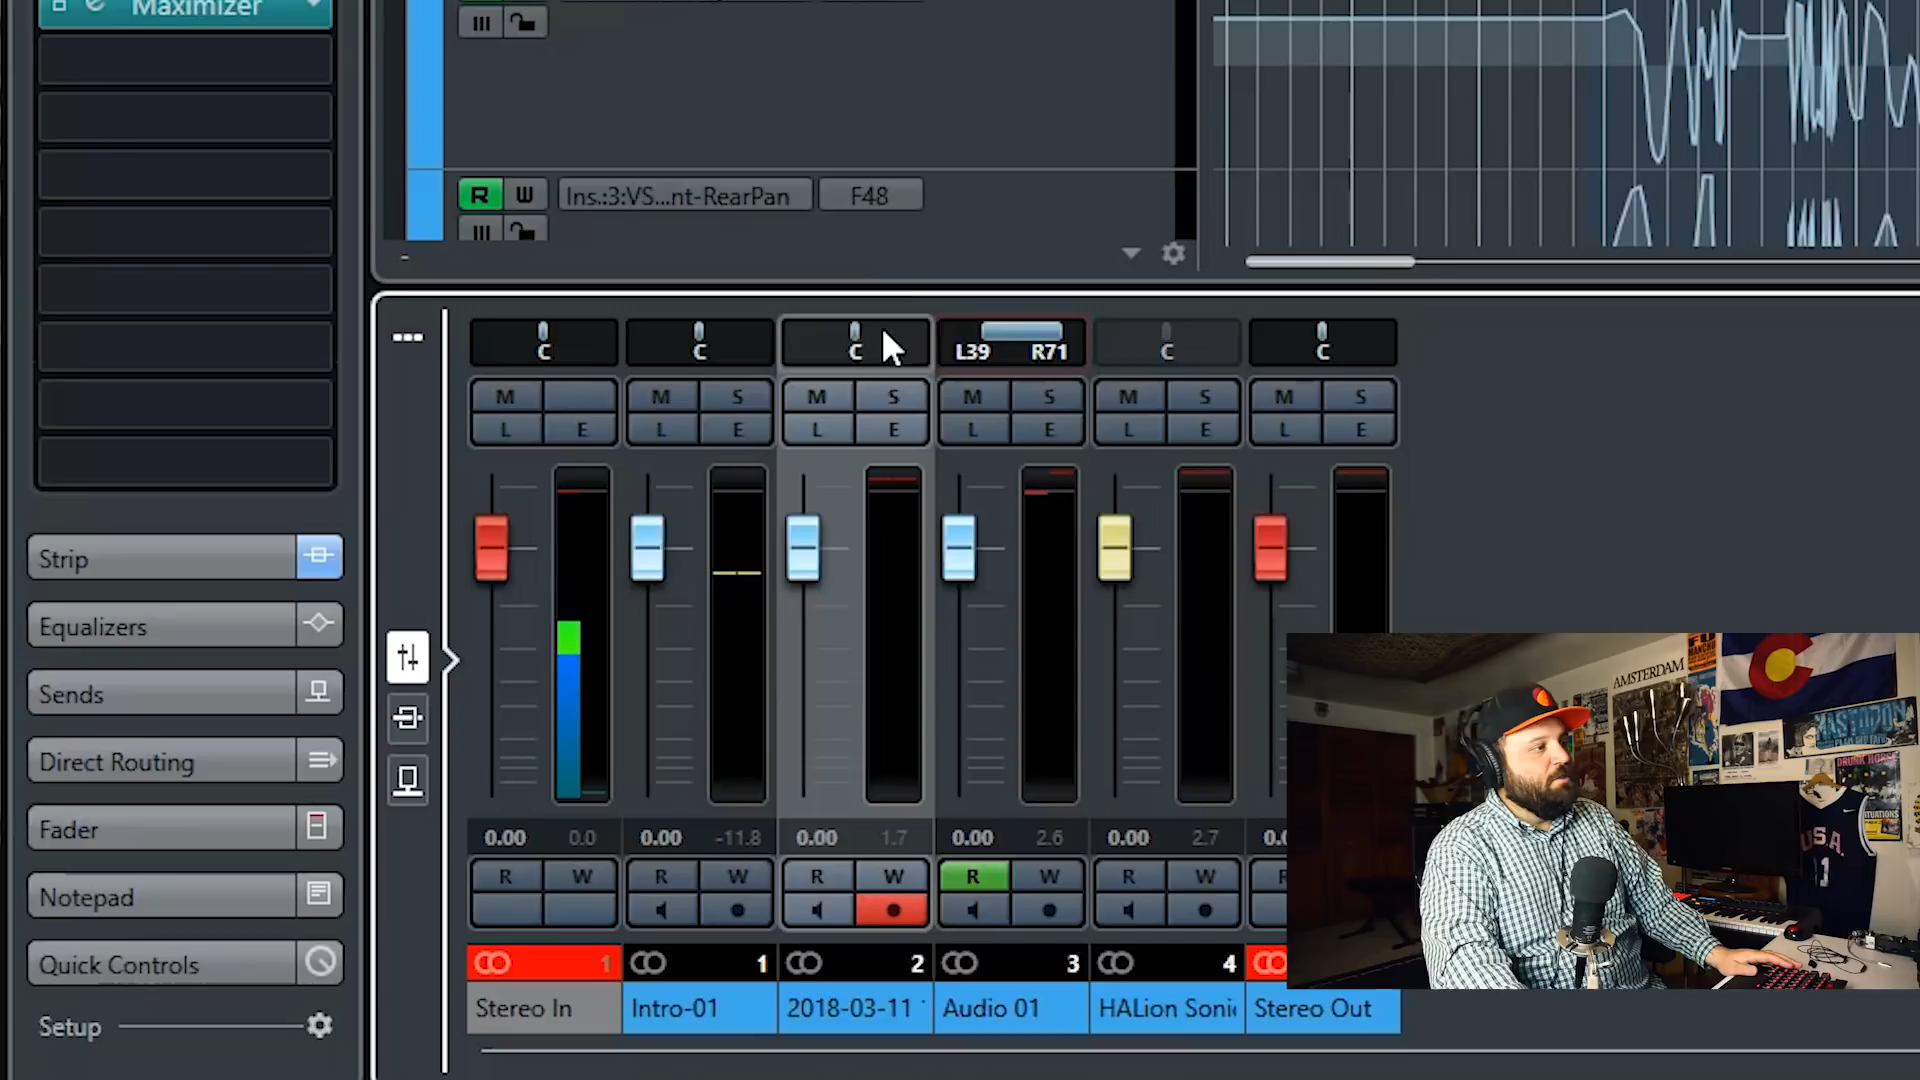 Maximizer
R W Ins.:3:VS...nt-RearPan F48
-
C C C L39 R71 C C
M M S M S M S M S M S
L E L E L E L E L E L E
Strip
Equalizers
Sends
Direct Routing
Fader
Notepad
Quick Controls
Setup
0.00 0.0 0.00 -11.8 0.00 1.7 0.00 2.6 0.00 2.7
R W R W R W R W R W
1 1 2 3 4
Stereo In Intro-01 2018-03-11 Audio 01 HALion Soni Stereo Out
AMSTERDAM
MASTODON
DRUNK
U.S.A.
11